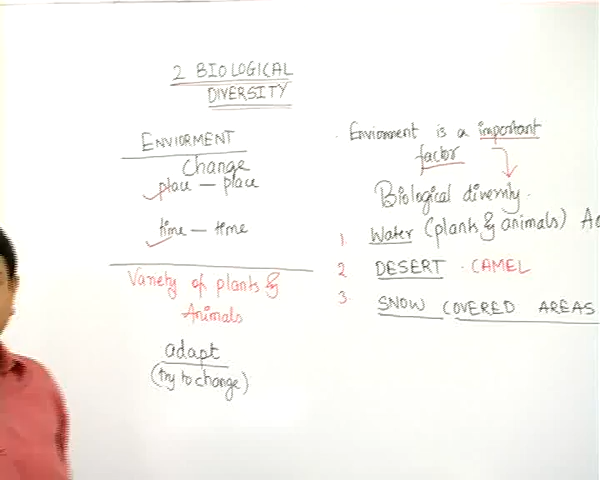 2 BIOLOGICAL
DIVERSITY
ENVIORMENT
Change
place — place
time — time
Variety of plants &
Animals
adapt
(try to change)
. Enviorment is a important
factor
Biological diversity.
1. Water (plants & animals)
2 DESERT . CAMEL
3. SNOW COVERED AREAS